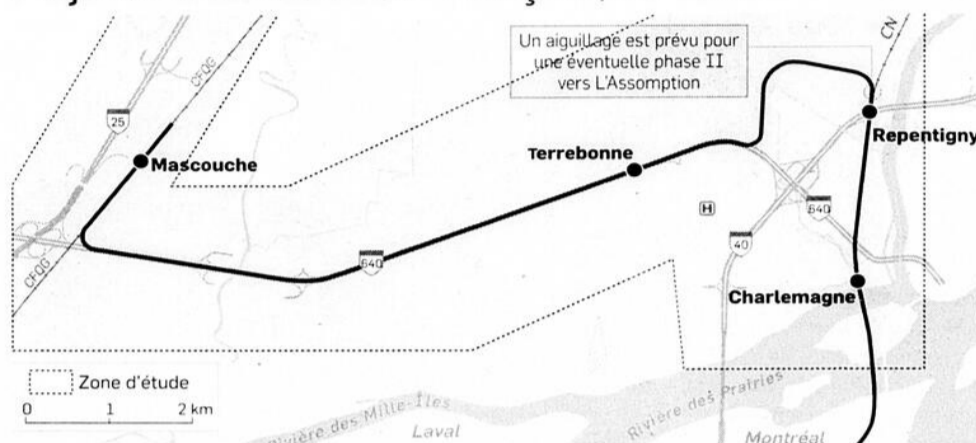 Un aiguillage est prévu pour
une éventuelle phase II
vers L'Assomption
CN
CFQG
25
Mascouche
Terrebonne
Repentigny
H
640
40
640
CFQG
Charlemagne
Zone d'étude
0 1 2 km
Rivière des Mille-Îles
Laval
Rivière des Prairies
Montréal